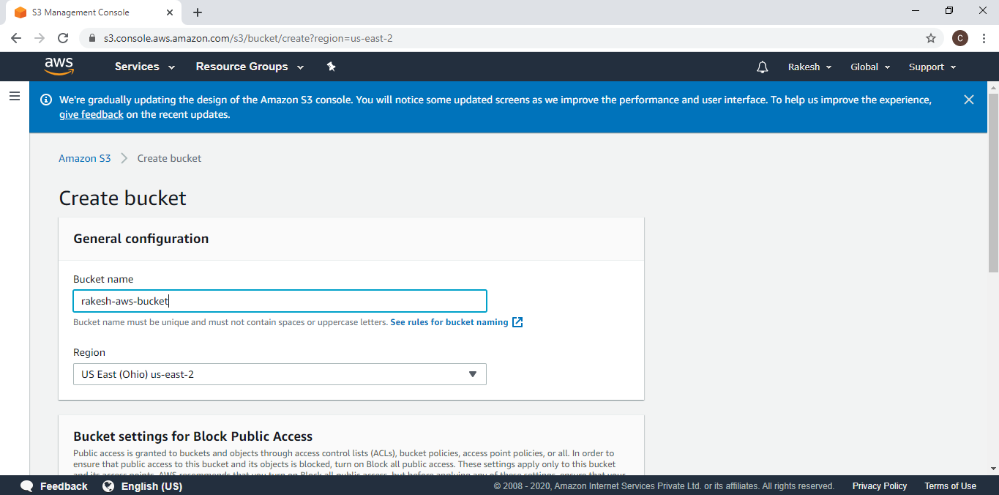 S3 Management Console
s3.console.aws.amazon.com/s3/bucket/create?region=us-east-2
C
aws
Services
Resource Groups
Rakesh
Global
Support
We're gradually updating the design of the Amazon S3 console. You will notice some updated screens as we improve the performance and user interface. To help us improve the experience,
give feedback on the recent updates.
Amazon S3
Create bucket
Create bucket
General configuration
Bucket name
rakesh-aws-bucket
Bucket name must be unique and must not contain spaces or uppercase letters. See rules for bucket naming
Region
US East (Ohio) us-east-2
Bucket settings for Block Public Access
Public access is granted to buckets and objects through access control lists (ACLs), bucket policies, access point policies, or all. In order to
ensure that public access to this bucket and its objects is blocked, turn on Block all public access. These settings apply only to this bucket
and its access points. AWS recommends that you turn on Block all public access, but before applying any of these settings, ensure that your
Feedback
English (US)
© 2008 - 2020, Amazon Internet Services Private Ltd. or its affiliates. All rights reserved.
Privacy Policy
Terms of Use